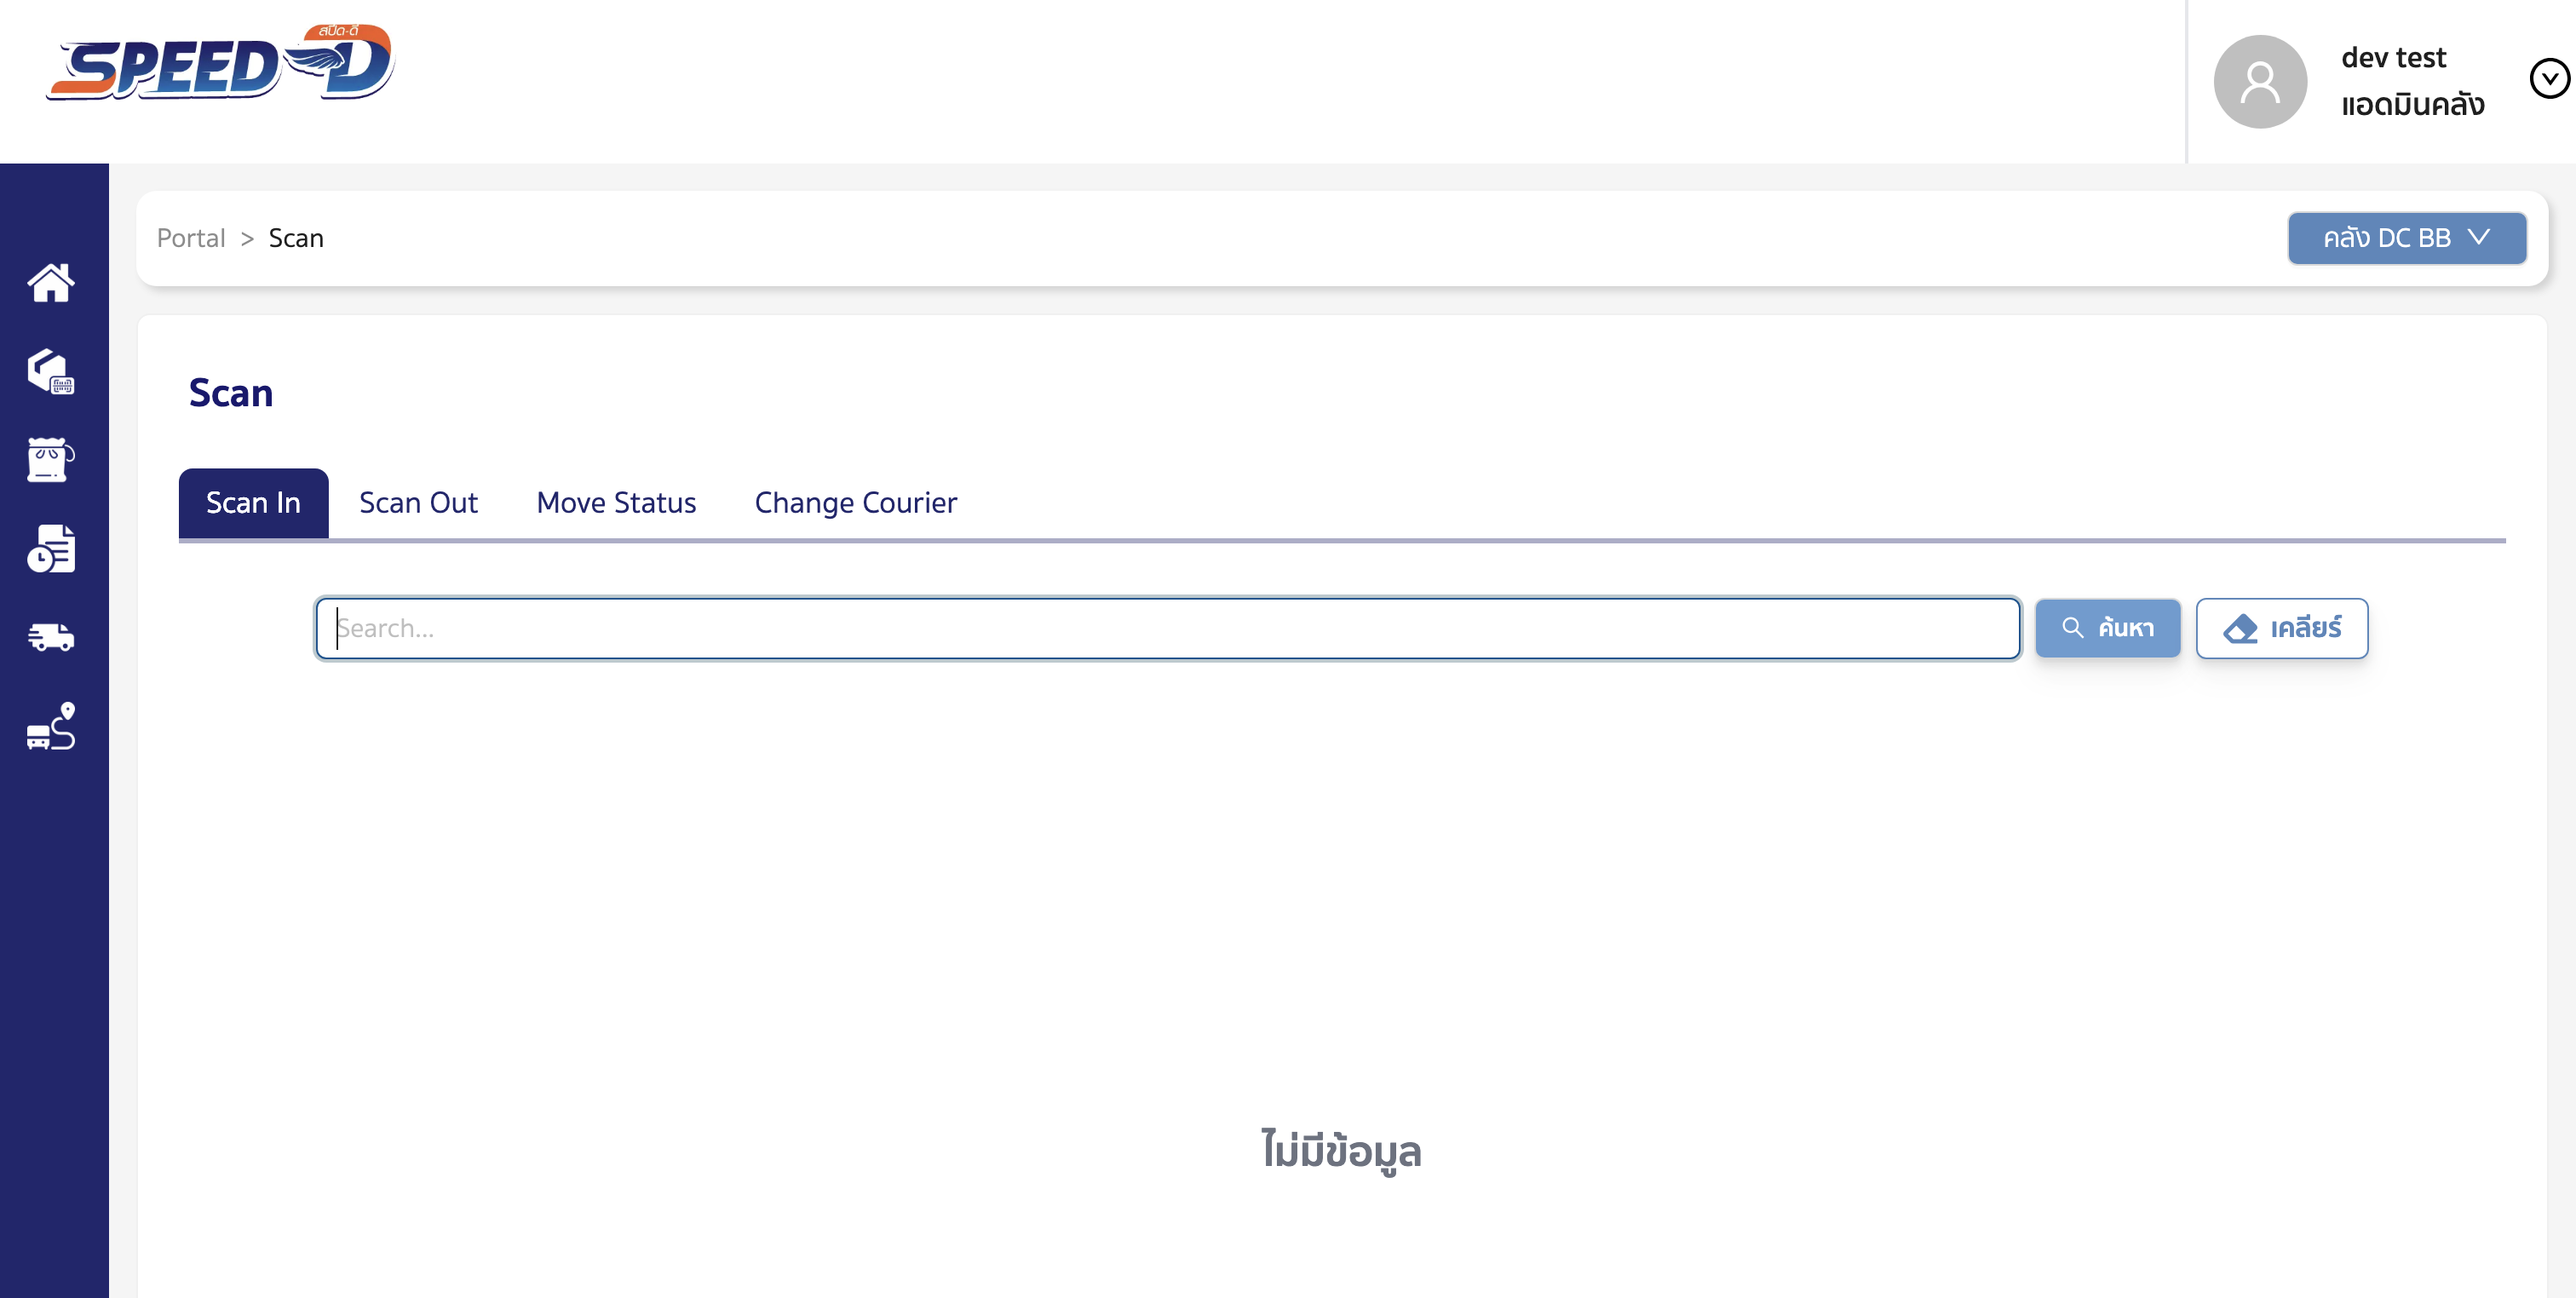 สปีด-ดี
SPEED-D
dev test
แอดมินคลัง
Portal > Scan
คลัง DC BB
Scan
Scan In
Scan Out
Move Status
Change Courier
Search...
ค้นหา
เคลียร์
ไม่มีข้อมูล